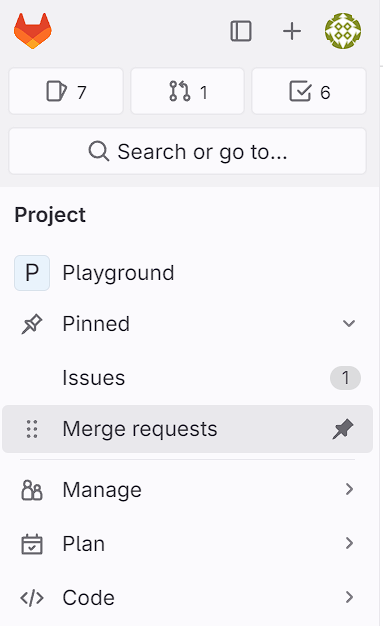 7 1 6
Search or go to...
Project
P Playground
Pinned
Issues 1
Merge requests
Manage
Plan
Code